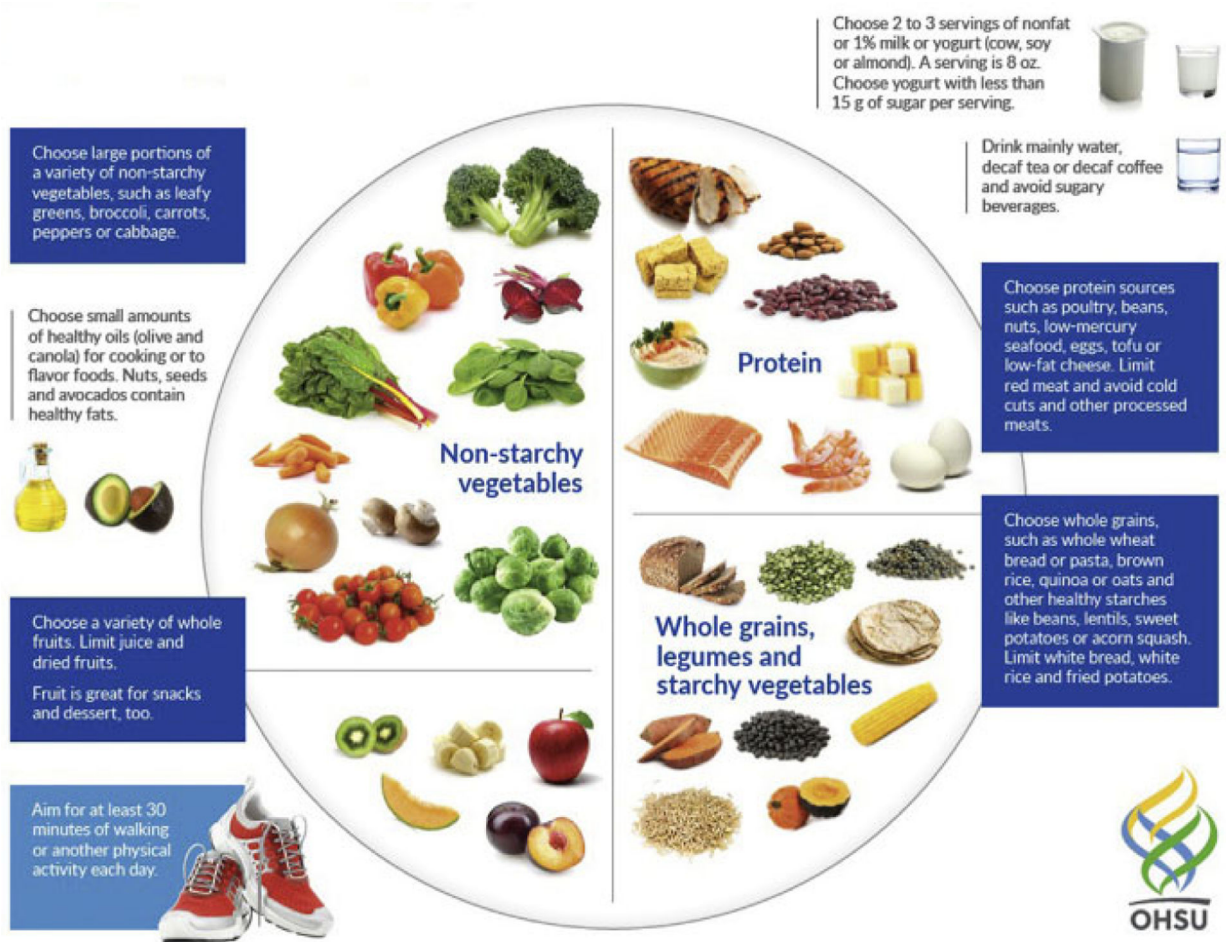 Choose 2 to 3 servings of nonfat
or 1% milk or yogurt (cow, soy
or almond). A serving is 8 oz.
Choose yogurt with less than
15 g of sugar per serving.
Drink mainly water,
decaf tea or decaf coffee
and avoid sugary
beverages.
Choose large portions of
a variety of non-starchy
vegetables, such as leafy
greens, broccoli, carrots,
peppers or cabbage.
Choose small amounts
of healthy oils (olive and
canola) for cooking or to
flavor foods. Nuts, seeds
and avocados contain
healthy fats.
Non-starchy
vegetables
Protein
Choose protein sources
such as poultry, beans,
nuts, low-mercury
seafood, eggs, tofu or
low-fat cheese. Limit
red meat and avoid cold
cuts and other processed
meats.
Whole grains,
legumes and
starchy vegetables
Choose whole grains,
such as whole wheat
bread or pasta, brown
rice, quinoa or oats and
other healthy starches
like beans, lentils, sweet
potatoes or acorn squash.
Limit white bread, white
rice and fried potatoes.
Choose a variety of whole
fruits. Limit juice and
dried fruits.
Fruit is great for snacks
and dessert, too.
Aim for at least 30
minutes of walking
or another physical
activity each day.
OHSU